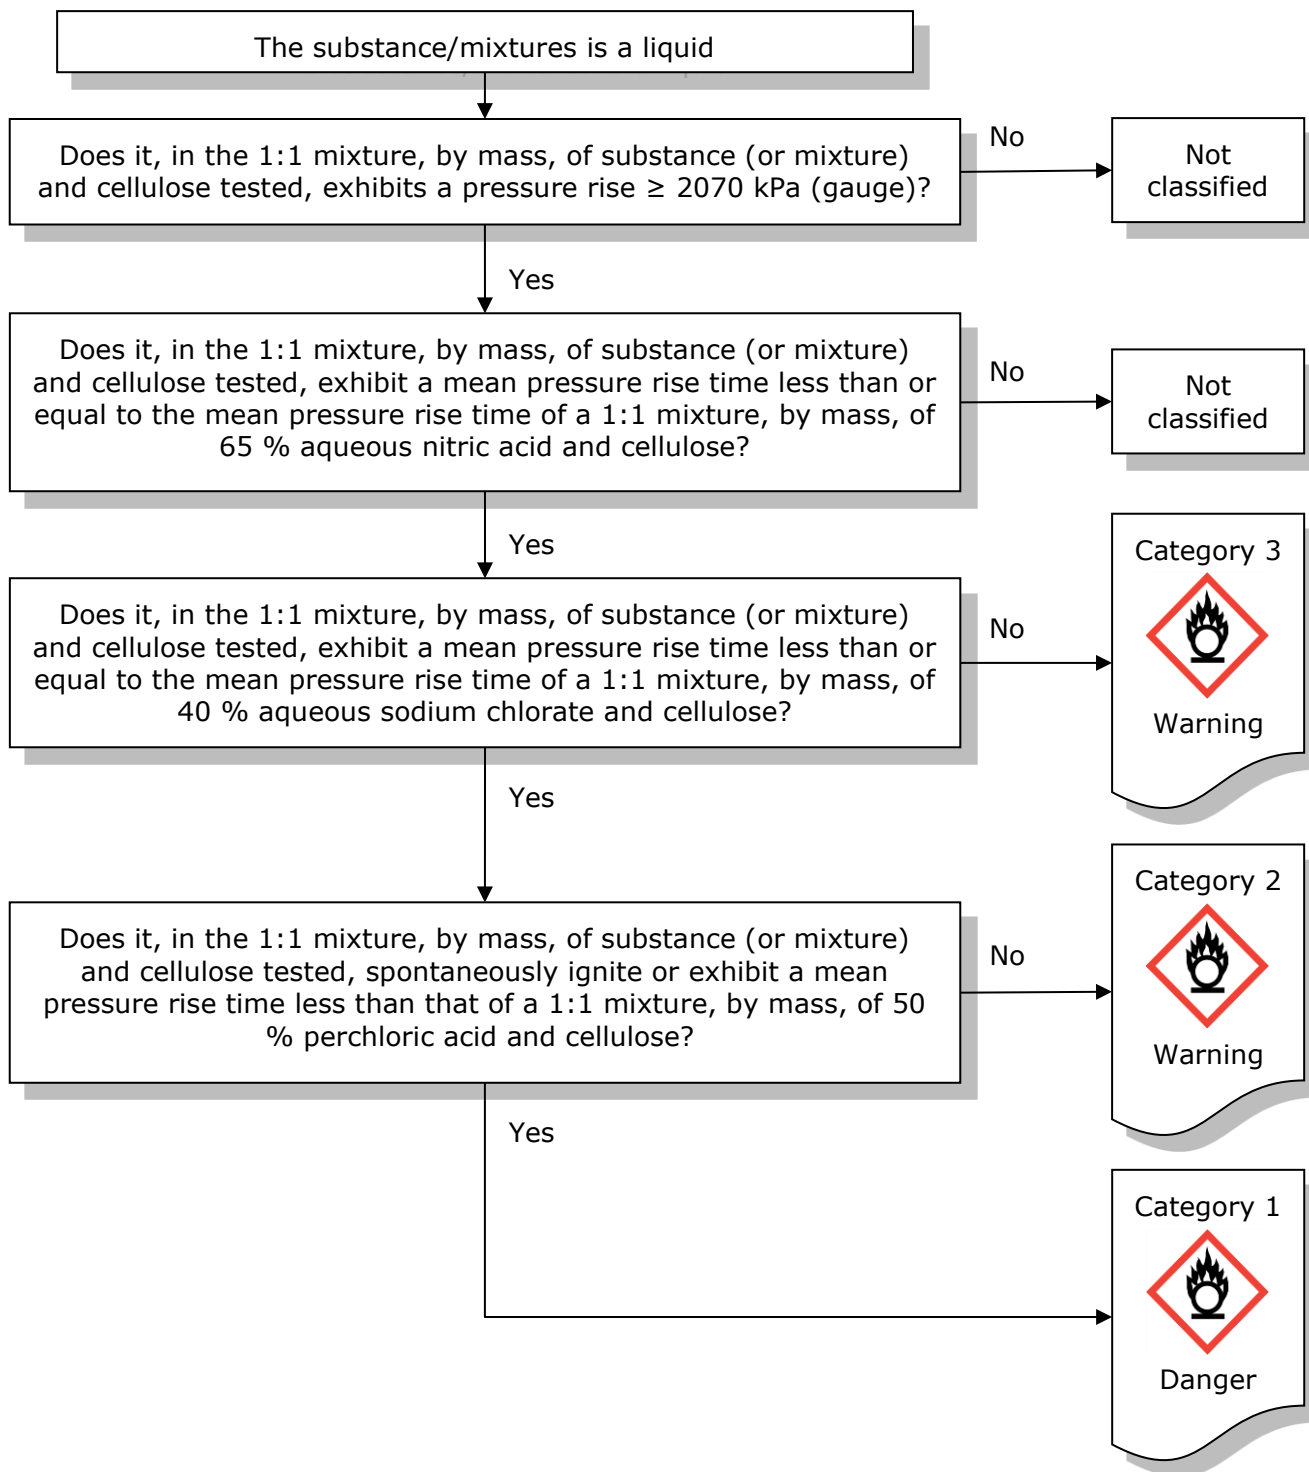 The substance/mixtures is a liquid
Does it, in the 1:1 mixture, by mass, of substance (or mixture)
and cellulose tested, exhibits a pressure rise ≥ 2070 kPa (gauge)?
No
Not
classified
Yes
Does it, in the 1:1 mixture, by mass, of substance (or mixture)
and cellulose tested, exhibit a mean pressure rise time less than or
equal to the mean pressure rise time of a 1:1 mixture, by mass, of
65 % aqueous nitric acid and cellulose?
No
Not
classified
Yes
Does it, in the 1:1 mixture, by mass, of substance (or mixture)
and cellulose tested, exhibit a mean pressure rise time less than or
equal to the mean pressure rise time of a 1:1 mixture, by mass, of
40 % aqueous sodium chlorate and cellulose?
No
Category 3
Warning
Yes
Does it, in the 1:1 mixture, by mass, of substance (or mixture)
and cellulose tested, spontaneously ignite or exhibit a mean
pressure rise time less than that of a 1:1 mixture, by mass, of 50
% perchloric acid and cellulose?
No
Category 2
Warning
Yes
Category 1
Danger